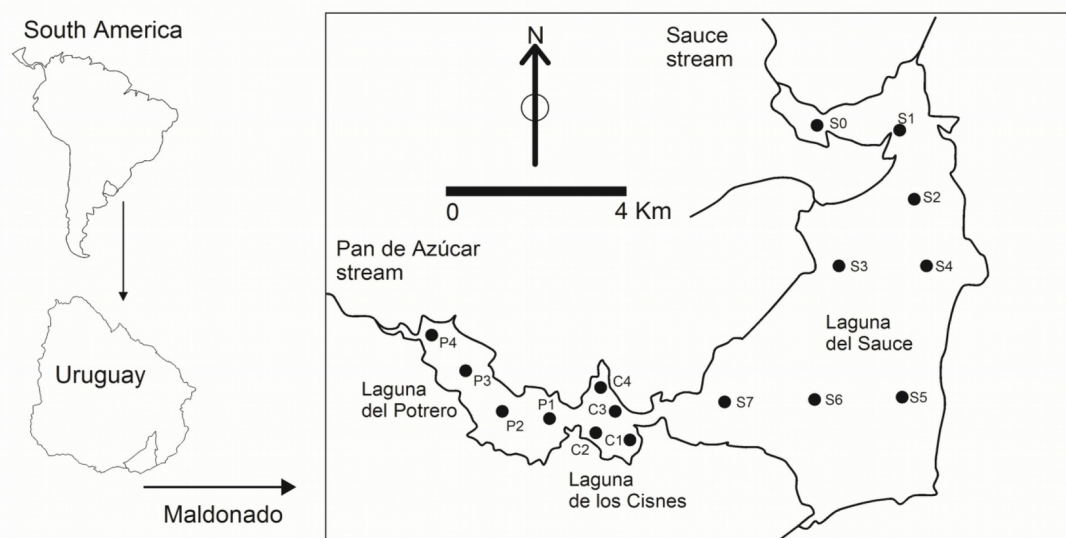 South America
Uruguay
Maldonado
N
0 4 Km
Sauce
stream
S0
S1
S2
S3
S4
Laguna
del Sauce
S5
S6
S7
Pan de Azúcar
stream
P4
P3
Laguna
del Potrero
P2
P1
C4
C3
C2
C1
Laguna
de los Cisnes